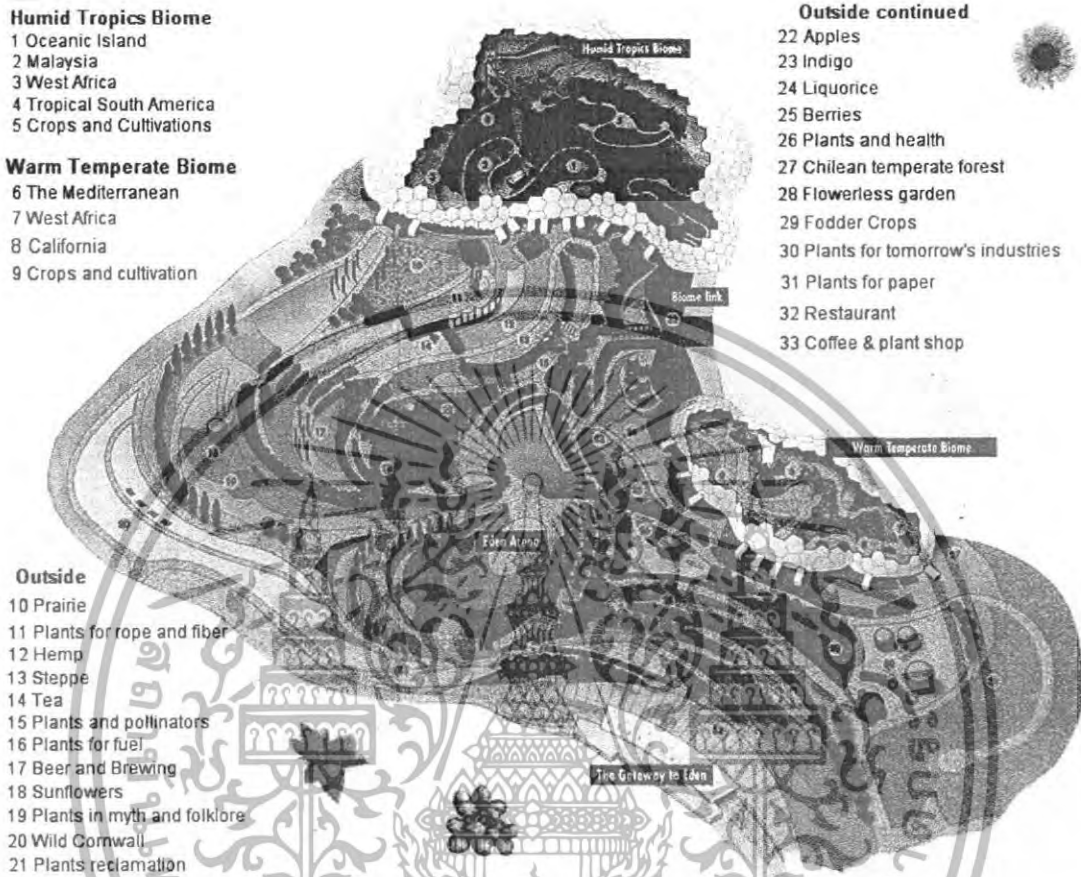 Humid Tropics Biome
1 Oceanic Island
2 Malaysia
3 West Africa
4 Tropical South America
5 Crops and Cultivations
Warm Temperate Biome
6 The Mediterranean
7 West Africa
8 California
9 Crops and cultivation
Outside
10 Prairie
11 Plants for rope and fiber
12 Hemp
13 Steppe
14 Tea
15 Plants and pollinators
16 Plants for fuel
17 Beer and Brewing
18 Sunflowers
19 Plants in myth and folklore
20 Wild Cornwall
21 Plants reclamation
Outside continued
22 Apples
23 Indigo
24 Liquorice
25 Berries
26 Plants and health
27 Chilean temperate forest
28 Flowerless garden
29 Fodder Crops
30 Plants for tomorrow's industries
31 Plants for paper
32 Restaurant
33 Coffee & plant shop
Humid Tropics Biome
Biome link
Warm Temperate Biome
Eden Arena
The Gateway to Eden